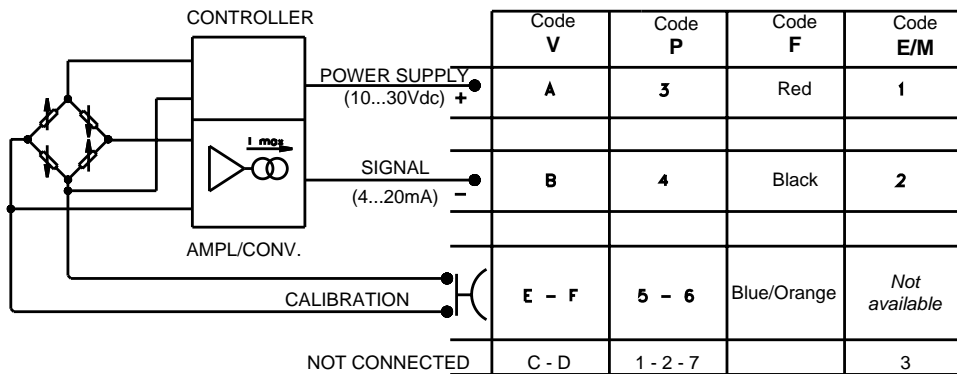 CONTROLLER
Code Code Code Code
V P F E/M
POWER SUPPLY
(10...30Vdc) +
A 3 Red 1
I max
SIGNAL
(4...20mA) −
B 4 Black 2
AMPL/CONV.
CALIBRATION
E - F 5 - 6 Blue/Orange Not
available
NOT CONNECTED C - D 1 - 2 - 7 3